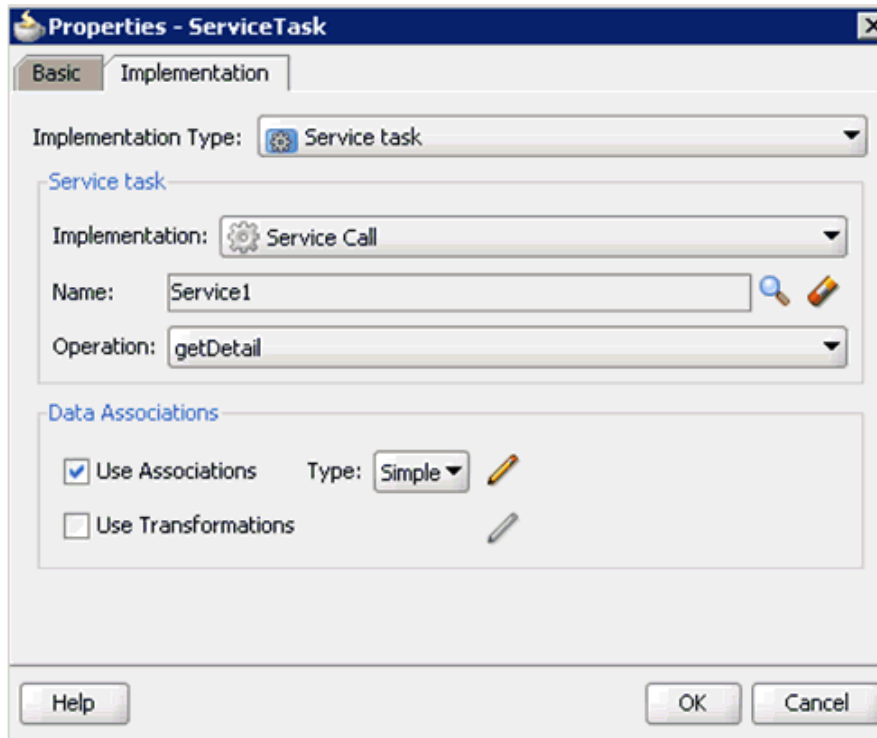 Properties - ServiceTask
Basic Implementation
Implementation Type: Service task
Service task
Implementation: Service Call
Name: Service1
Operation: getDetail
Data Associations
Use Associations Type: Simple
Use Transformations
Help OK Cancel